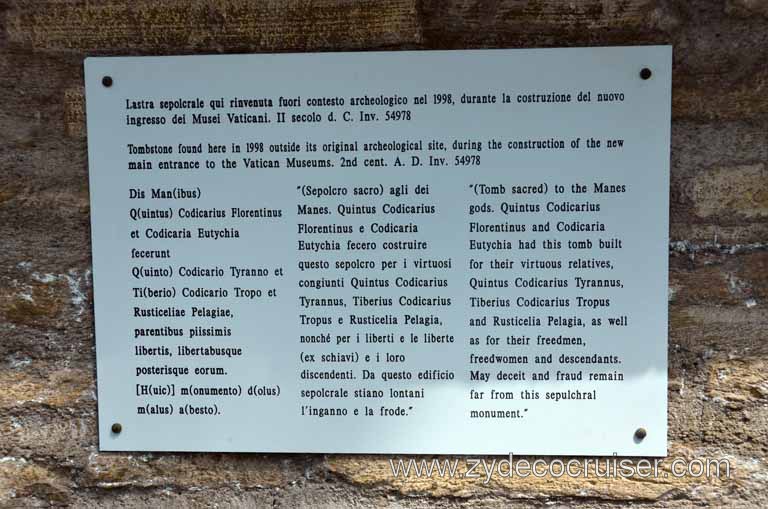 Lastra sepolcrale qui rinvenuta fuori contesto archeologico nel 1998, durante la costruzione del nuovo
ingresso dei Musei Vaticani. II secolo d. C. Inv. 54978
Tombstone found here in 1998 outside its original archeological site, during the construction of the new
main entrance to the Vatican Museums. 2nd cent. A. D. Inv. 54978
Dis Man(ibus)
Q(uintus) Codicarius Florentinus
et Codicaria Eutychia
fecerunt
Q(uinto) Codicario Tyranno et
Ti(berio) Codicario Tropo et
Rusticeliae Pelagiae,
parentibus piissimis
libertis, libertabusque
posterisque eorum.
[H(uic)] m(onumento) d(olus)
m(alus) a(besto).
"(Sepolcro sacro) agli dei
Manes. Quintus Codicarius
Florentinus e Codicaria
Eutychia fecero costruire
questo sepolcro per i virtuosi
congiunti Quintus Codicarius
Tyrannus, Tiberius Codicarius
Tropus e Rusticelia Pelagia,
nonché per i liberti e le liberte
(ex schiavi) e i loro
discendenti. Da questo edificio
sepolcrale stiano lontani
l'inganno e la frode."
"(Tomb sacred) to the Manes
gods. Quintus Codicarius
Florentinus and Codicaria
Eutychia had this tomb built
for their virtuous relatives,
Quintus Codicarius Tyrannus,
Tiberius Codicarius Tropus
and Rusticelia Pelagia, as well
as for their freedmen,
freedwomen and descendants.
May deceit and fraud remain
far from this sepulchral
monument."
www.zydecocruiser.com